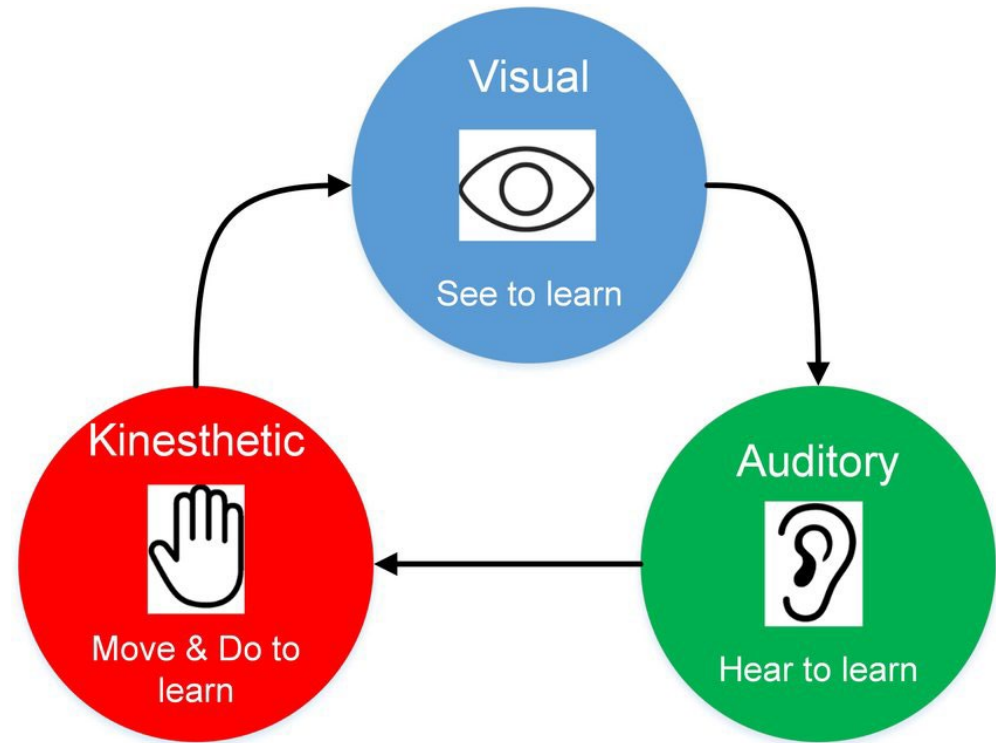 Visual
See to learn
Kinesthetic
Move & Do to
learn
Auditory
Hear to learn